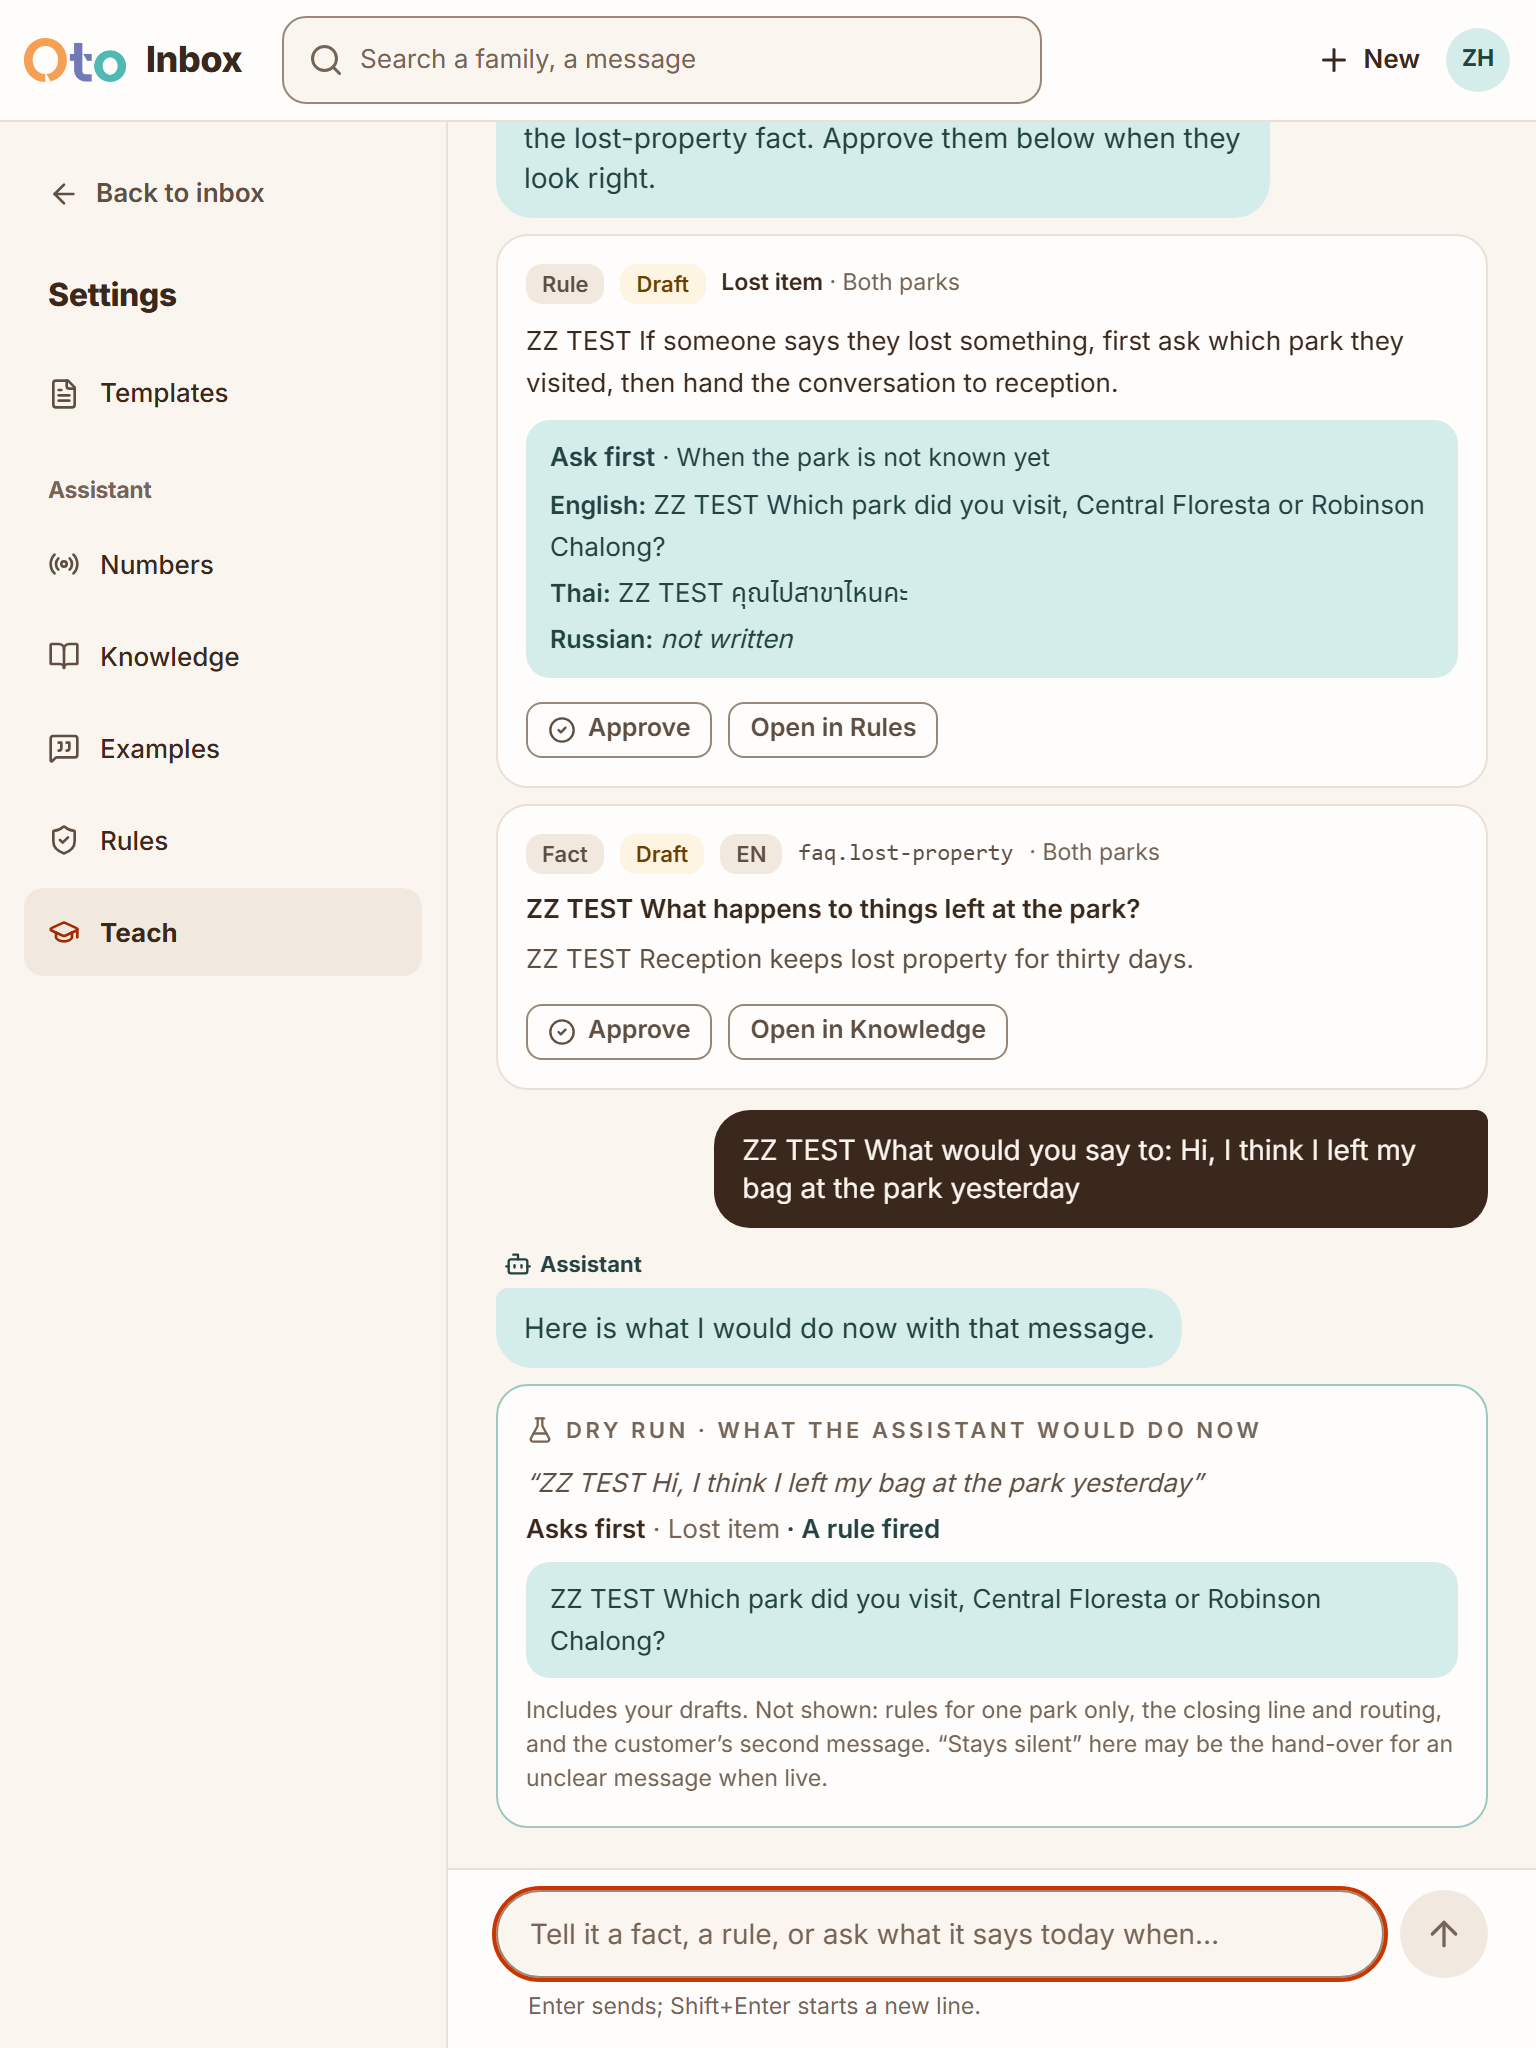 Oto Inbox
Search a family, a message
New
ZH
Back to inbox
Settings
Templates
Assistant
Numbers
Knowledge
Examples
Rules
Teach
the lost-property fact. Approve them below when they
look right.
Rule Draft Lost item · Both parks
ZZ TEST If someone says they lost something, first ask which park they
visited, then hand the conversation to reception.
Ask first · When the park is not known yet
English: ZZ TEST Which park did you visit, Central Floresta or Robinson
Chalong?
Thai: ZZ TEST คุณไปสาขาไหนคะ
Russian: not written
Approve
Open in Rules
Fact Draft EN faq.lost-property · Both parks
ZZ TEST What happens to things left at the park?
ZZ TEST Reception keeps lost property for thirty days.
Approve
Open in Knowledge
ZZ TEST What would you say to: Hi, I think I left my
bag at the park yesterday
Assistant
Here is what I would do now with that message.
DRY RUN · WHAT THE ASSISTANT WOULD DO NOW
“ZZ TEST Hi, I think I left my bag at the park yesterday”
Asks first · Lost item · A rule fired
ZZ TEST Which park did you visit, Central Floresta or Robinson
Chalong?
Includes your drafts. Not shown: rules for one park only, the closing line and routing,
and the customer’s second message. “Stays silent” here may be the hand-over for an
unclear message when live.
Tell it a fact, a rule, or ask what it says today when...
Enter sends; Shift+Enter starts a new line.